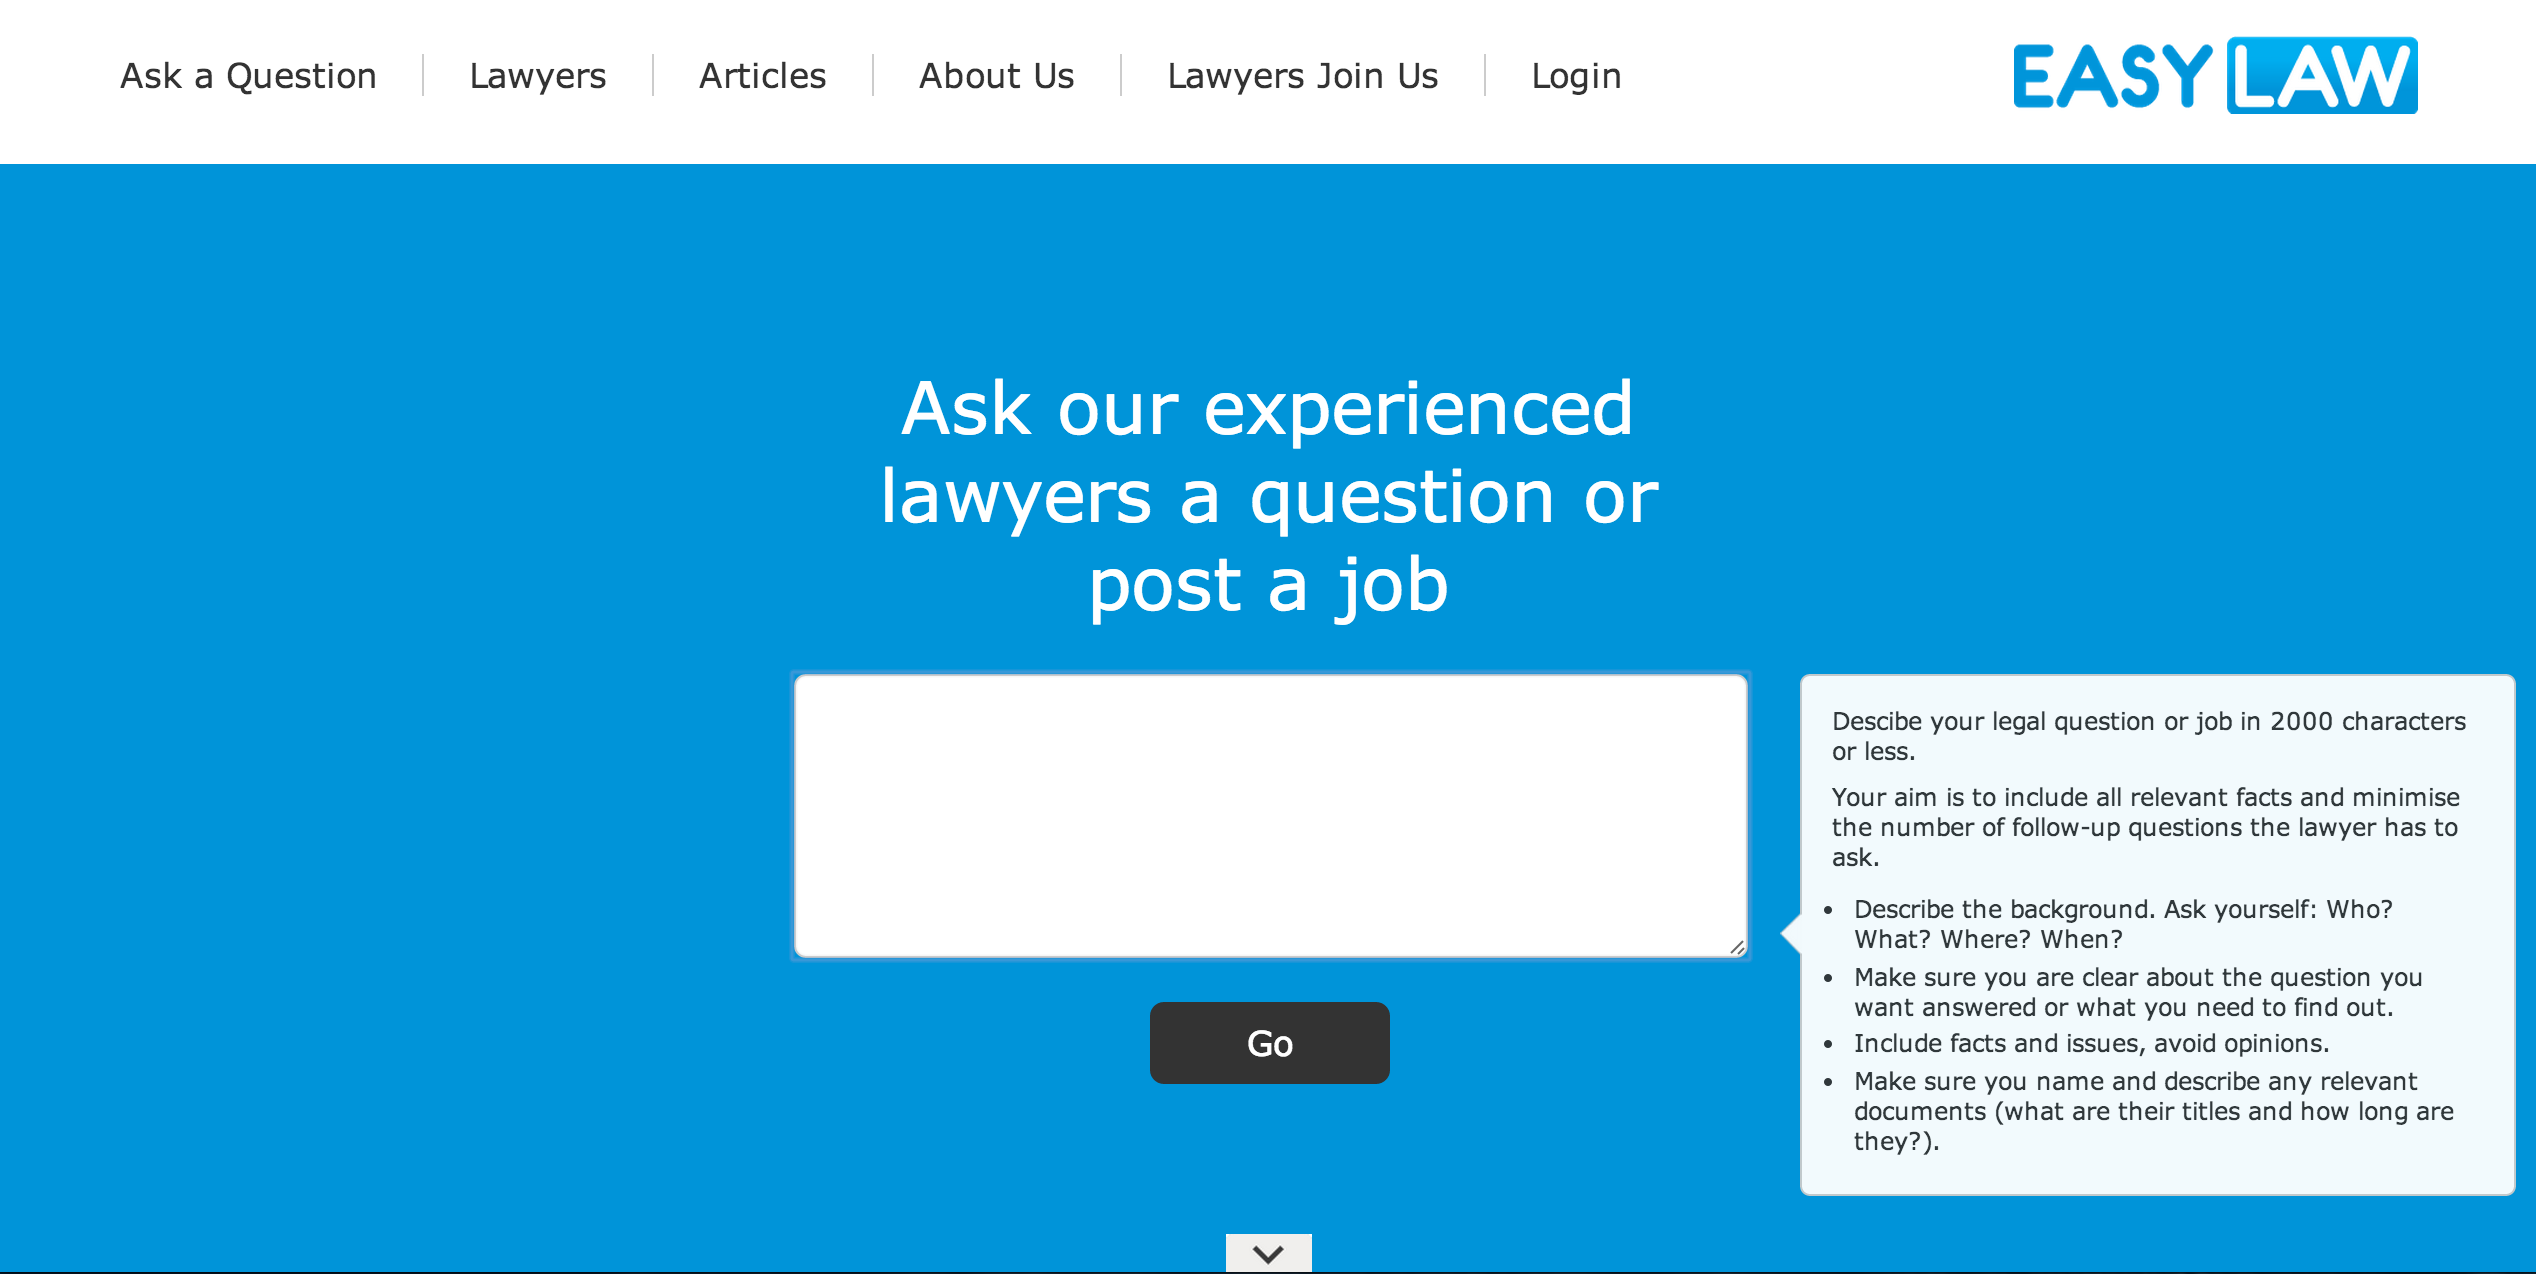 Ask a Question
Lawyers
Articles
About Us
Lawyers Join Us
Login
EASY LAW
Ask our experienced
lawyers a question or
post a job
Descibe your legal question or job in 2000 characters
or less.
Your aim is to include all relevant facts and minimise
the number of follow-up questions the lawyer has to
ask.
• Describe the background. Ask yourself: Who?
What? Where? When?
• Make sure you are clear about the question you
want answered or what you need to find out.
• Include facts and issues, avoid opinions.
• Make sure you name and describe any relevant
documents (what are their titles and how long are
they?).
Go